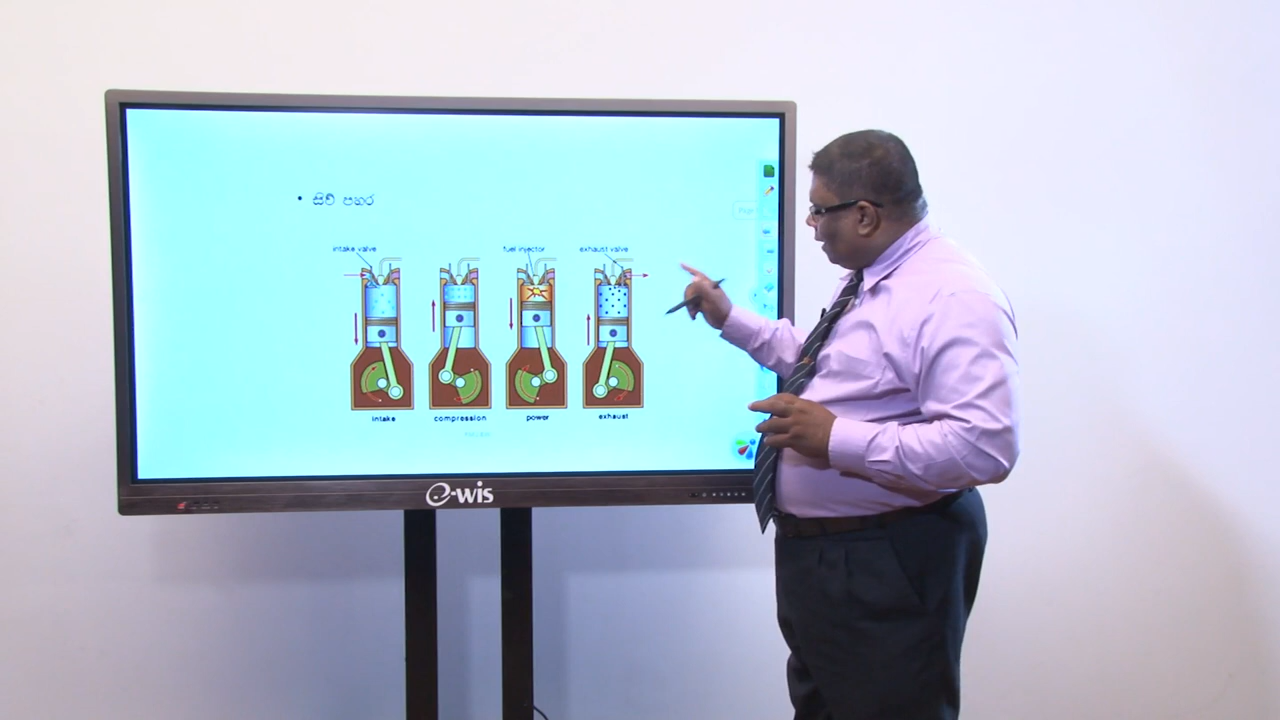 • සිව් පහර
intake valve
fuel injector
exhaust valve
intake
compression
power
exhaust
e-wis